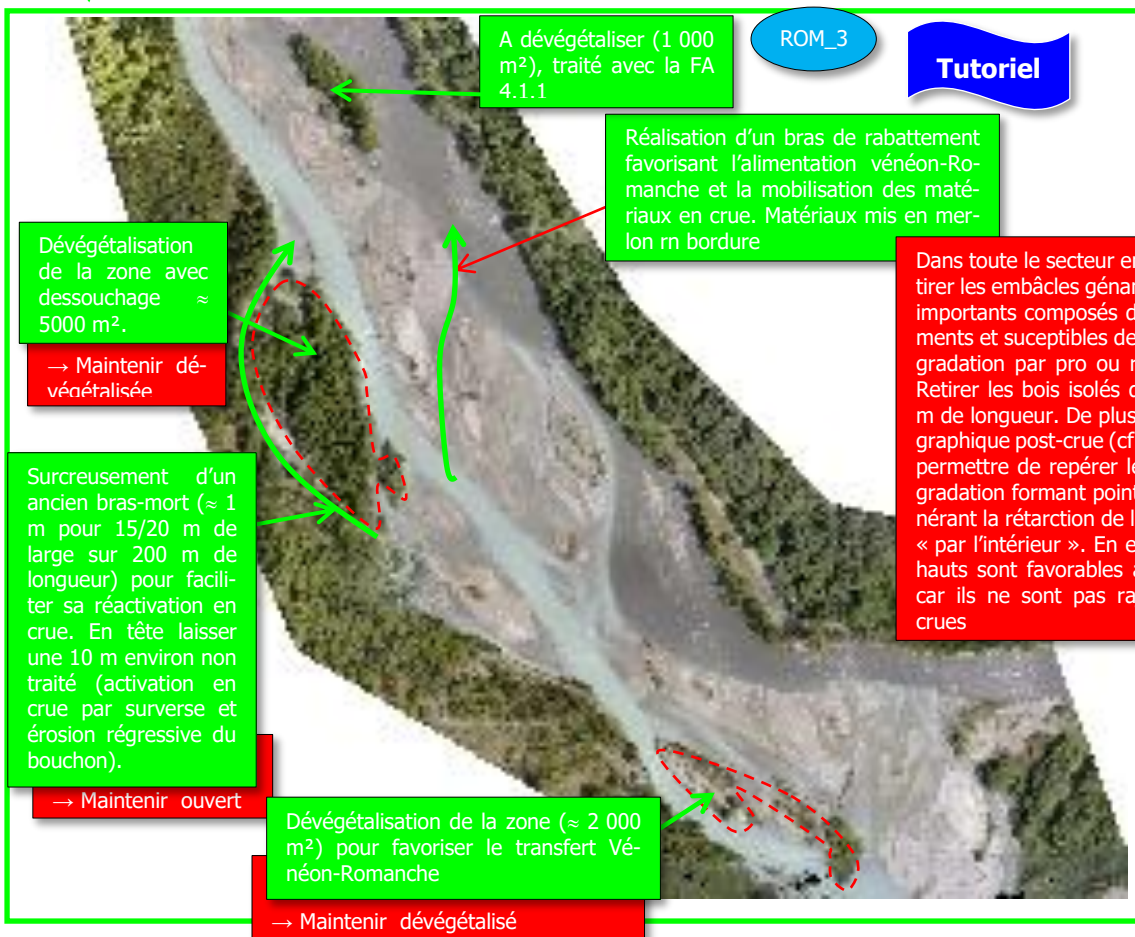 A dévégétaliser (1 000
m²), traité avec la FA
4.1.1
ROM_3
Tutoriel
Réalisation d'un bras de rabattement
favorisant l'alimentation vénéon-Ro-
manche et la mobilisation des maté-
riaux en crue. Matériaux mis en mer-
lon rn bordure
Dévégétalisation
de la zone avec
dessouchage ≈
5000 m².
→ Maintenir dé-
végétalisée
Dans toute le secteur
tirer les embâcles
importants composés
ments et suceptibles de
gradation par pro ou
Retirer les bois isolés
m de longueur. De plus
graphique post-crue (cf
permettre de repérer
gradation formant
nérant la rétarction de
« par l'intérieur ». En
hauts sont favorables
car ils ne sont pas
crues
Surcreusement d'un
ancien bras-mort (≈ 1
m pour 15/20 m de
large sur 200 m de
longueur) pour facili-
ter sa réactivation en
crue. En tête laisser
une 10 m environ non
traité (activation en
crue par surverse et
érosion régressive du
bouchon).
→ Maintenir ouvert
Dévégétalisation de la zone (≈ 2 000
m²) pour favoriser le transfert Vé-
néon-Romanche
→ Maintenir dévégétalisé